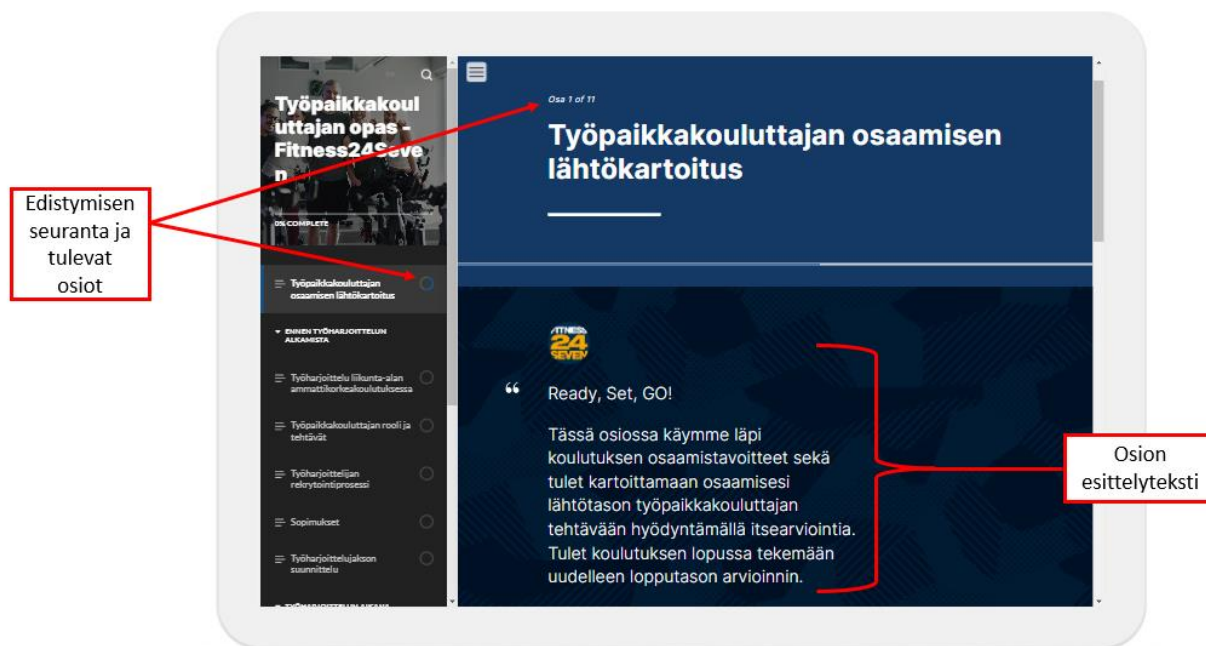 Edistymisen
seuranta ja
tulevat
osiot
Työpaikkakoul
uttajan opas -
Fitness24Seve
n
0% COMPLETE
Työpaikkakouluttajan
osaamisen lähtökartoitus
ENNEN TYÖHARJOITTELUN
ALKAMISTA
Työharjoittelu liikunta-alan
ammattikorkeakoulutuksessa
Työpaikkakouluttajan rooli ja
tehtävät
Työharjoittelijan
rekrytointiprosessi
Sopimukset
Työharjoittelujakson
suunnittelu
TYÖHARJOITTELUN AIKANA
Osa 1 of 11
Työpaikkakouluttajan osaamisen
lähtökartoitus
FITNESS
24
SEVEN
“ Ready, Set, GO!
Tässä osiossa käymme läpi
koulutuksen osaamistavoitteet sekä
tulet kartoittamaan osaamisesi
lähtötason työpaikkakouluttajan
tehtävään hyödyntämällä itsearviointia.
Tulet koulutuksen lopussa tekemään
uudelleen lopputason arvioinnin.
Osion
esittelyteksti